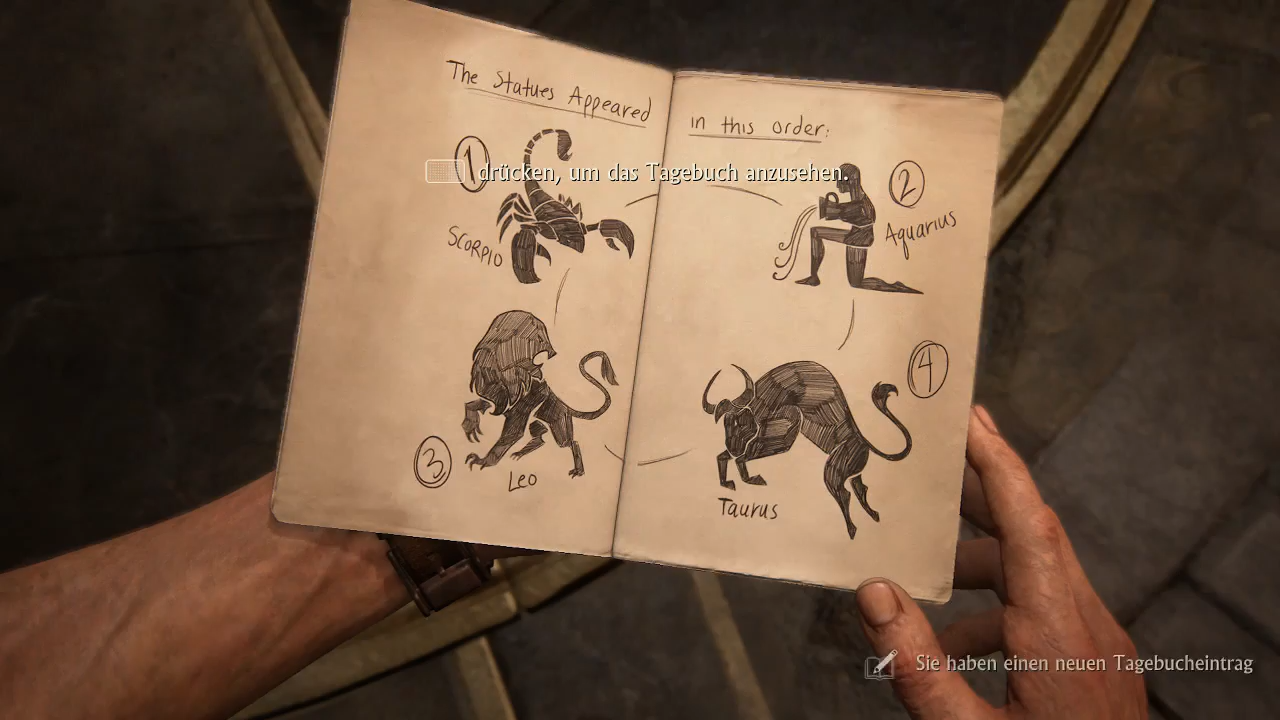 The Statues Appeared
in this order:
1
drücken, um das Tagebuch anzusehen.
SCORPIO
2
Aquarius
3
Leo
4
Taurus
Sie haben einen neuen Tagebucheintrag